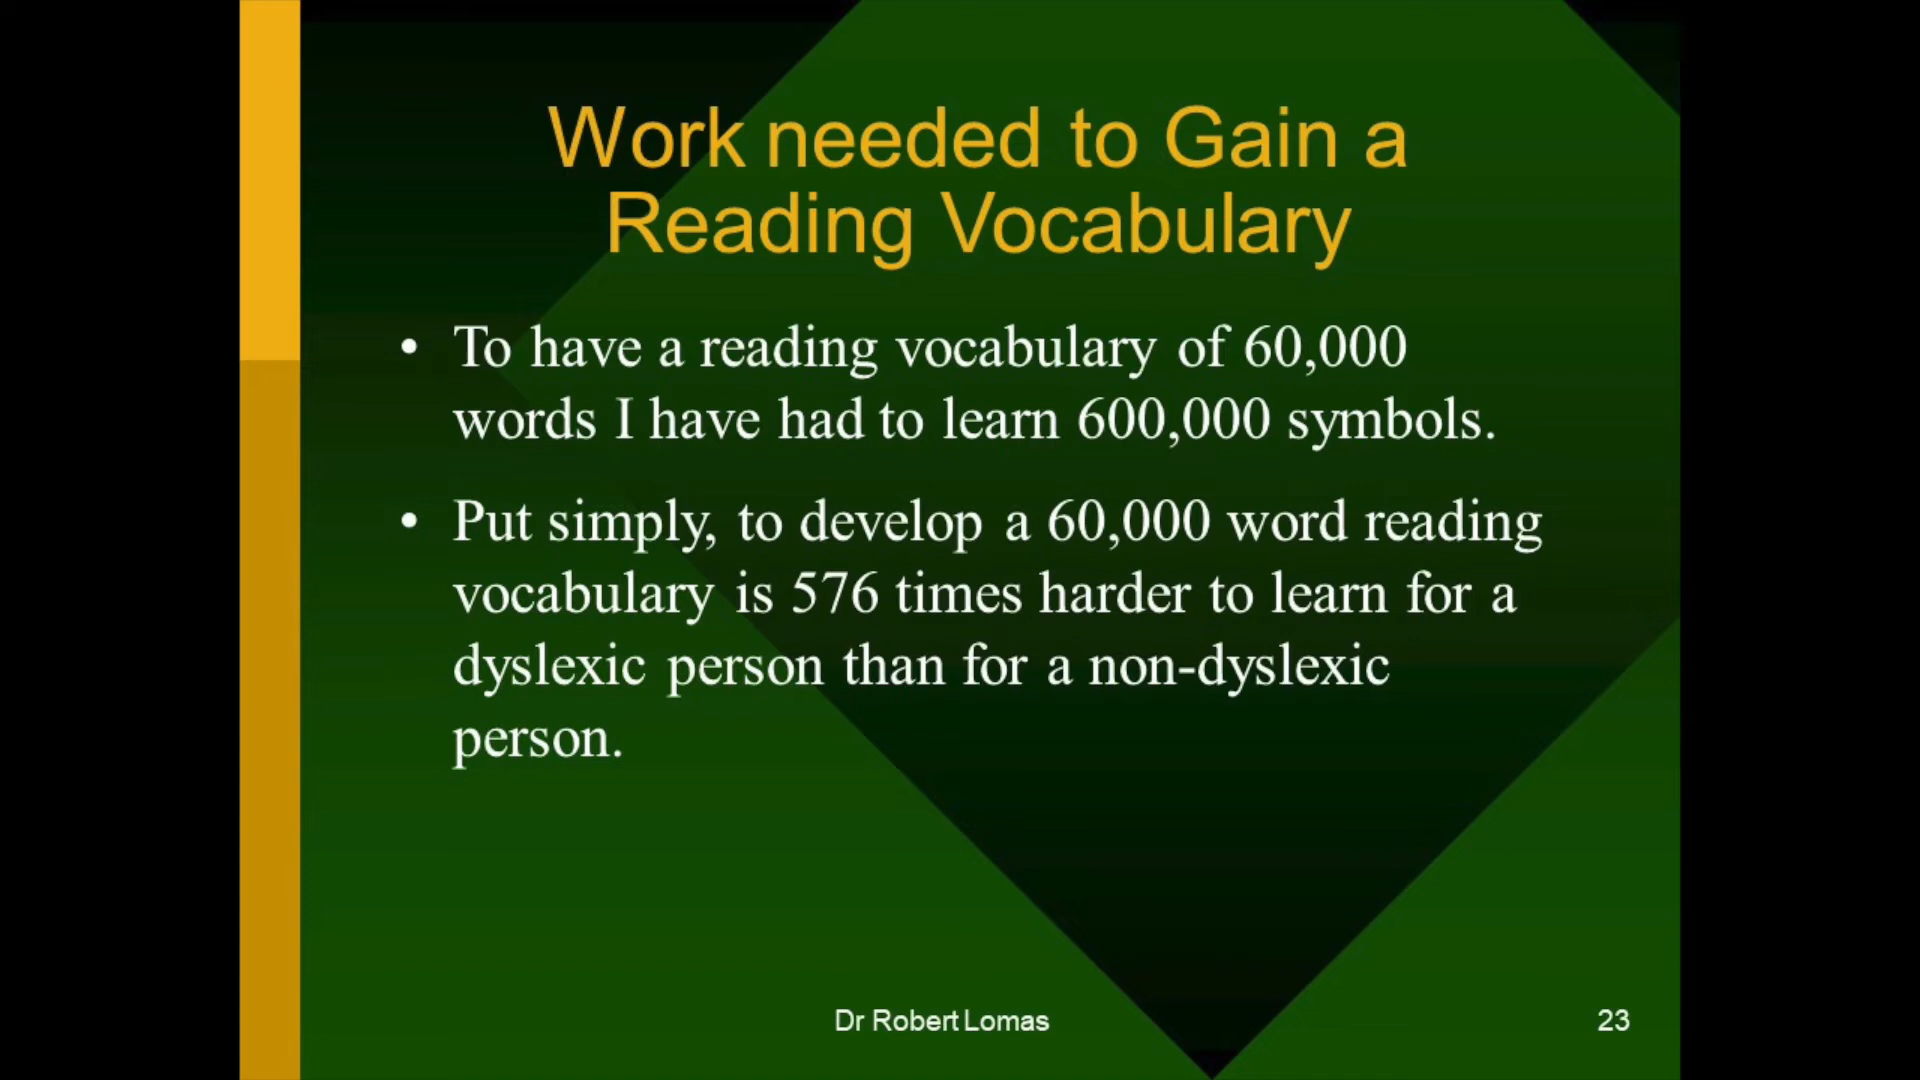 Work needed to Gain a
Reading Vocabulary
• To have a reading vocabulary of 60,000
words I have had to learn 600,000 symbols.
• Put simply, to develop a 60,000 word reading
vocabulary is 576 times harder to learn for a
dyslexic person than for a non-dyslexic
person.
Dr Robert Lomas
23